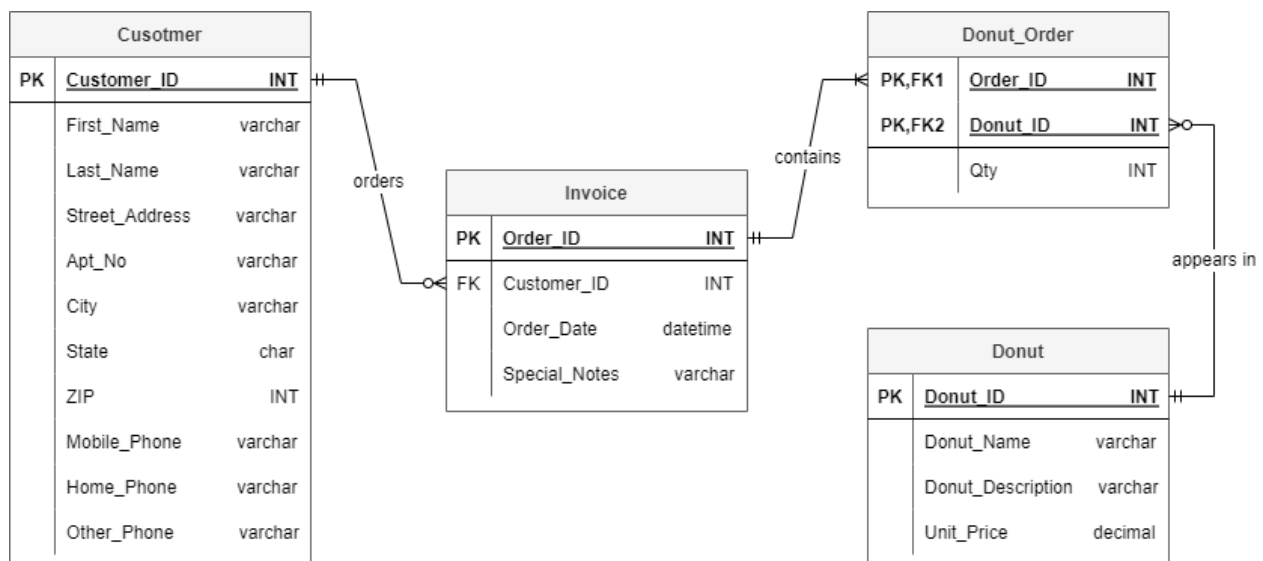 Cusotmer
PK Customer_ID INT
First_Name varchar
Last_Name varchar
Street_Address varchar
Apt_No varchar
City varchar
State char
ZIP INT
Mobile_Phone varchar
Home_Phone varchar
Other_Phone varchar
orders
Invoice
PK Order_ID INT
FK Customer_ID INT
Order_Date datetime
Special_Notes varchar
contains
Donut_Order
PK,FK1 Order_ID INT
PK,FK2 Donut_ID INT
Qty INT
appears in
Donut
PK Donut_ID INT
Donut_Name varchar
Donut_Description varchar
Unit_Price decimal